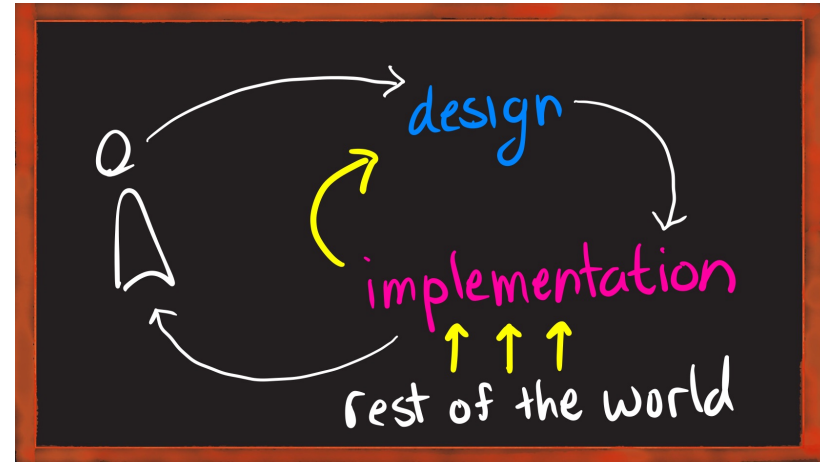 design
implementation
rest of the world